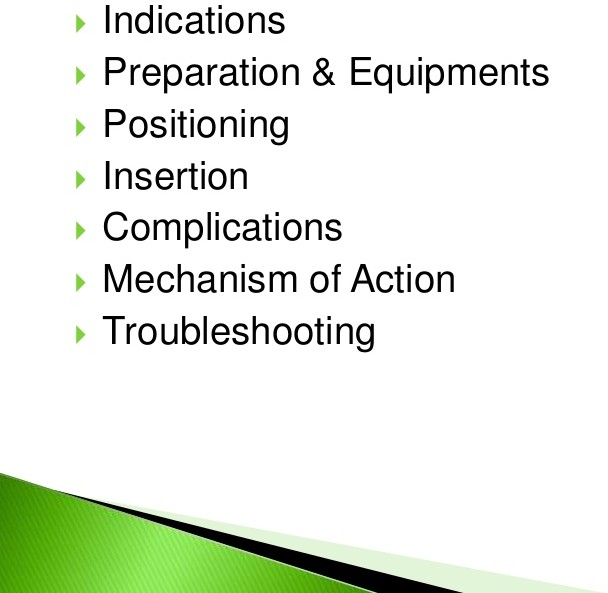 Indications
Preparation & Equipments
Positioning
Insertion
Complications
Mechanism of Action
Troubleshooting